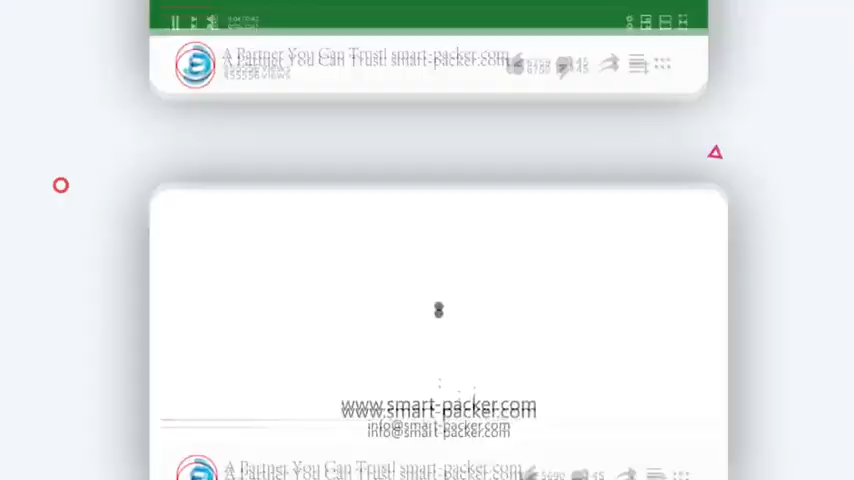 A Partner You Can Trust! smart-packer.com
www.smart-packer.com
info@smart-packer.com
A Partner You Can Trust! smart-packer.com
45